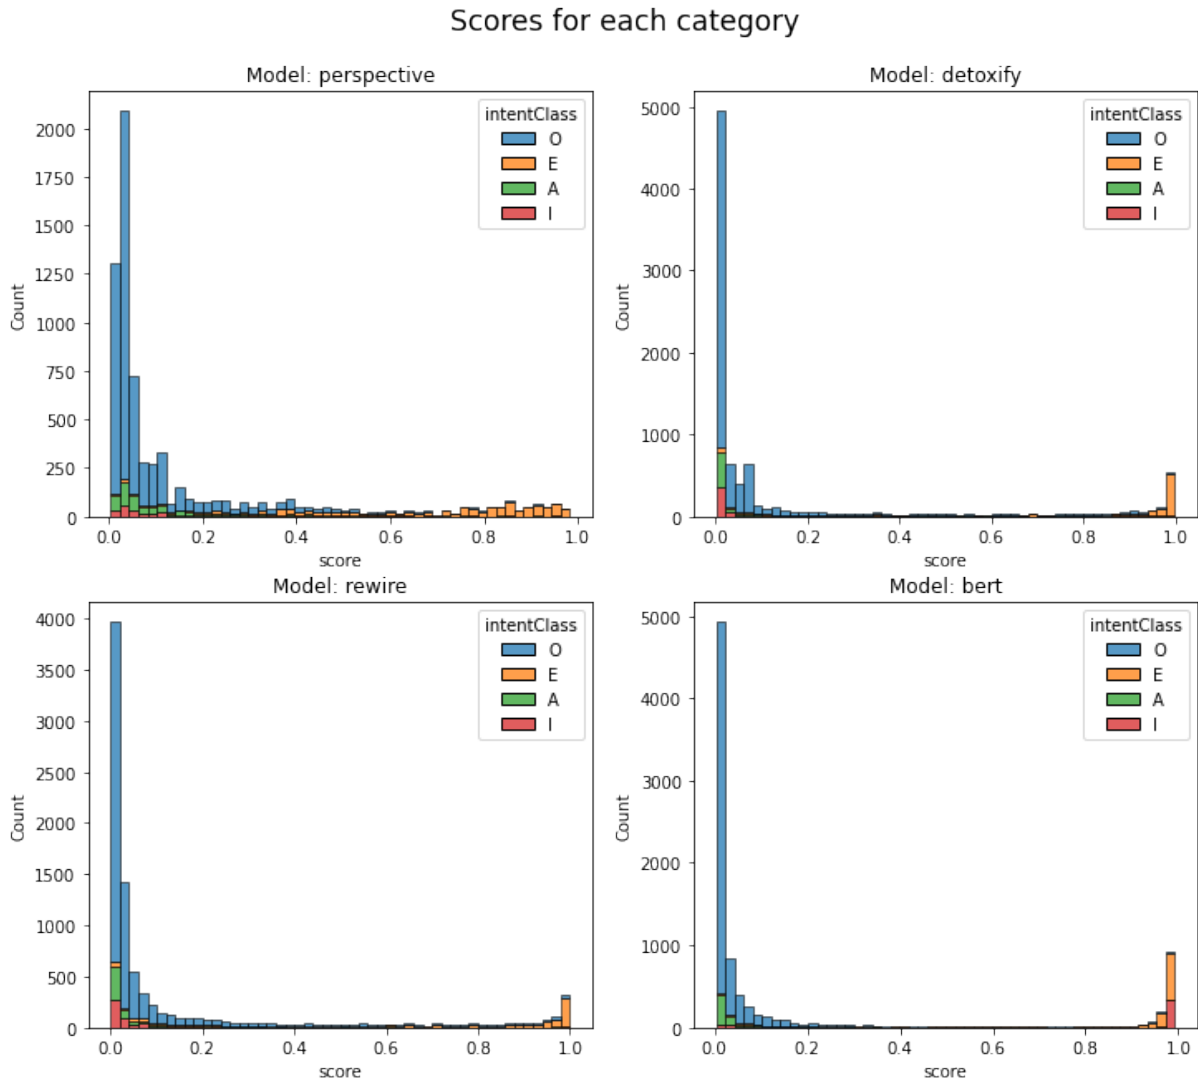 Scores for each category
Model: perspective
Count
2000
1750
1500
1250
1000
750
500
250
0
intentClass
O
E
A
I
0.0 0.2 0.4 0.6 0.8 1.0
score
Model: detoxify
Count
5000
4000
3000
2000
1000
0
intentClass
O
E
A
I
0.0 0.2 0.4 0.6 0.8 1.0
score
Model: rewire
Count
4000
3500
3000
2500
2000
1500
1000
500
0
intentClass
O
E
A
I
0.0 0.2 0.4 0.6 0.8 1.0
score
Model: bert
Count
5000
4000
3000
2000
1000
0
intentClass
O
E
A
I
0.0 0.2 0.4 0.6 0.8 1.0
score